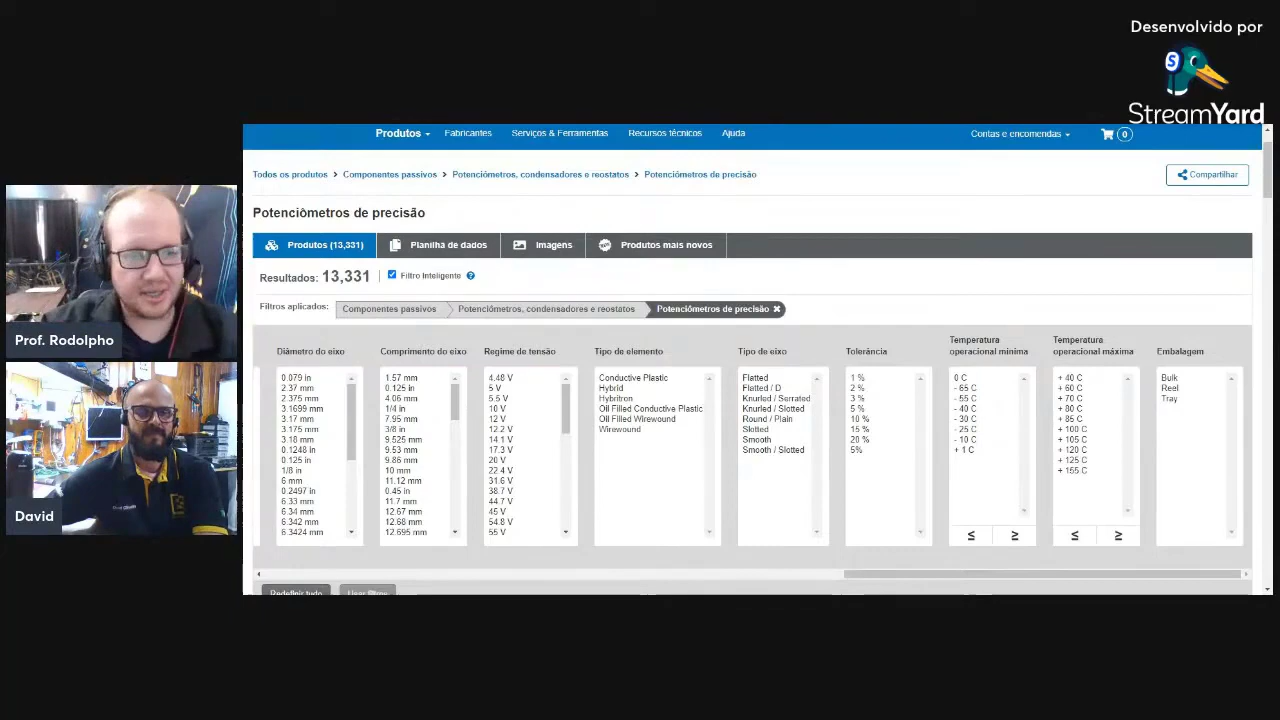 Desenvolvido por
StreamYard
Produtos
Fabricantes
Serviços & Ferramentas
Recursos técnicos
Ajuda
Contas e encomendas
0
Todos os produtos
Componentes passivos
Potenciômetros, condensadores e reostatos
Potenciômetros de precisão
Compartilhar
Potenciômetros de precisão
Produtos (13,331)
Planilha de dados
Imagens
Produtos mais novos
Resultados: 13,331
Filtro Inteligente
Filtros aplicados:
Componentes passivos
Potenciômetros, condensadores e reostatos
Potenciômetros de precisão
Diâmetro do eixo
0.079 in
2.37 mm
2.375 mm
3.1699 mm
3.17 mm
3.175 mm
3.18 mm
0.1248 in
0.125 in
1/8 in
6 mm
0.2497 in
6.33 mm
6.34 mm
6.342 mm
6.3424 mm
Comprimento do eixo
1.57 mm
0.125 in
4.06 mm
1/4 in
7.95 mm
3/8 in
9.525 mm
9.53 mm
9.86 mm
10 mm
11.12 mm
0.45 in
11.7 mm
12.67 mm
12.68 mm
12.695 mm
Regime de tensão
4.48 V
5 V
5.5 V
10 V
12 V
12.2 V
14.1 V
17.3 V
20 V
22.4 V
31.6 V
38.7 V
44.7 V
45 V
54.8 V
55 V
Tipo de elemento
Conductive Plastic
Hybrid
Hybritron
Oil Filled Conductive Plastic
Oil Filled Wirewound
Wirewound
Tipo de eixo
Flatted
Flatted / D
Knurled / Serrated
Knurled / Slotted
Round / Plain
Slotted
Smooth
Smooth / Slotted
Tolerância
1 %
2 %
3 %
5 %
10 %
15 %
20 %
5%
Temperatura
operacional mínima
0 C
- 65 C
- 55 C
- 40 C
- 30 C
- 25 C
- 10 C
+ 1 C
≤
≥
Temperatura
operacional máxima
+ 40 C
+ 60 C
+ 70 C
+ 80 C
+ 85 C
+ 100 C
+ 105 C
+ 120 C
+ 125 C
+ 155 C
≤
≥
Embalagem
Bulk
Reel
Tray
Redefinir tudo
Usar filtros
Prof. Rodolpho
David